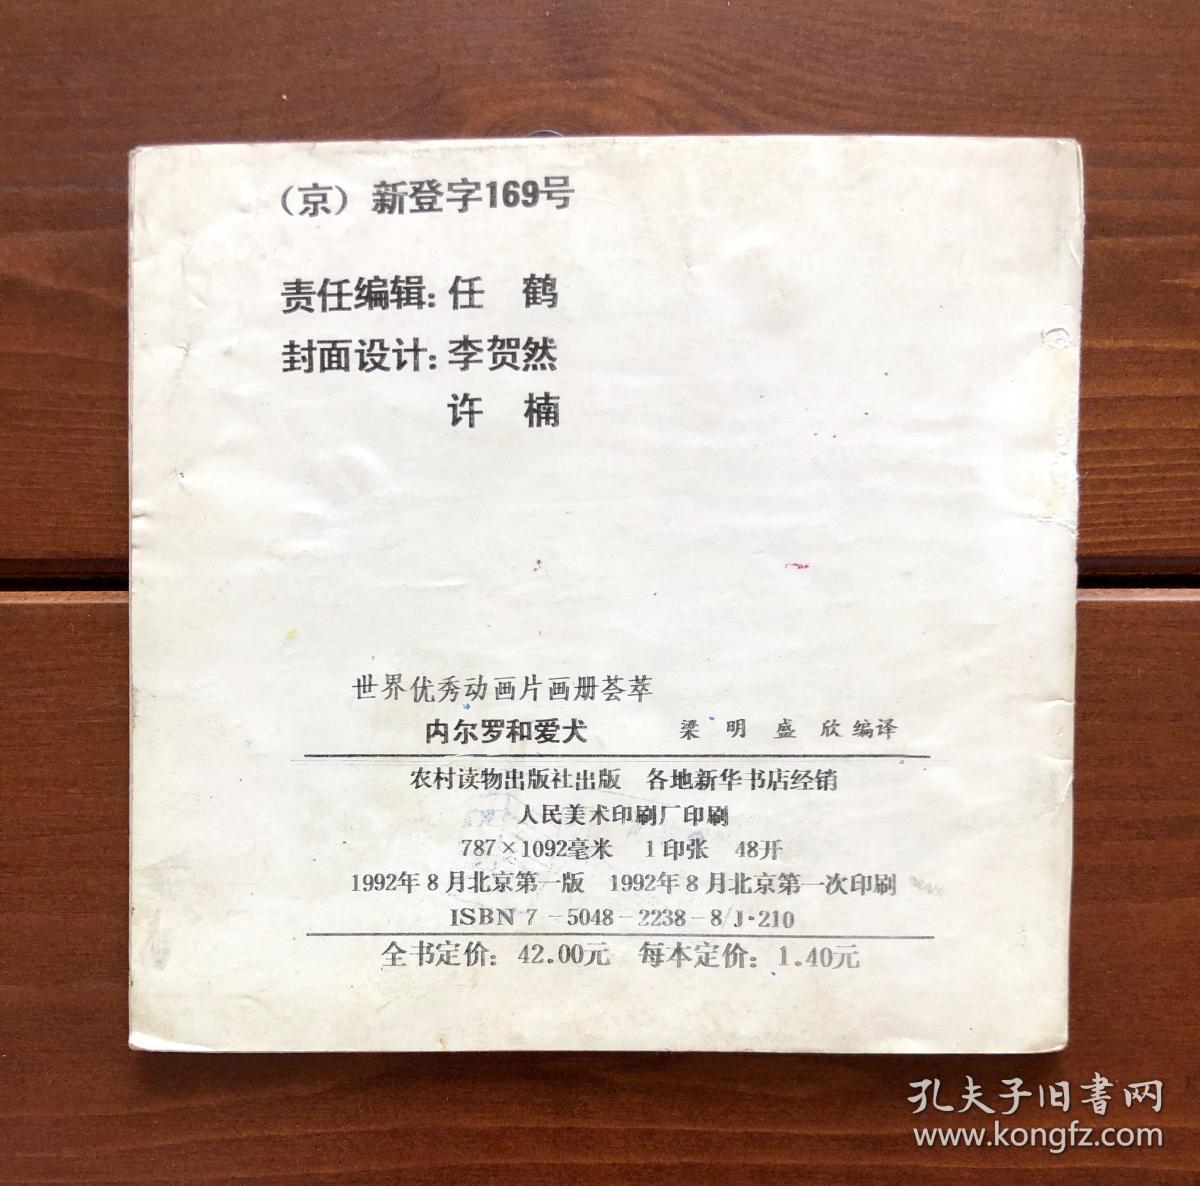 （京）新登字169号
责任编辑：任　鹤
封面设计：李贺然
许　楠
世界优秀动画片画册荟萃
内尔罗和爱犬　梁　明　盛　欣　编译
农村读物出版社出版　各地新华书店经销
人民美术印刷厂印刷
787×1092毫米　1印张　48开
1992年8月北京第一版　1992年8月北京第一次印刷
ISBN 7－5048－2238－8/J·210
全书定价：42.00元　每本定价：1.40元
孔夫子旧書网
www.kongfz.com